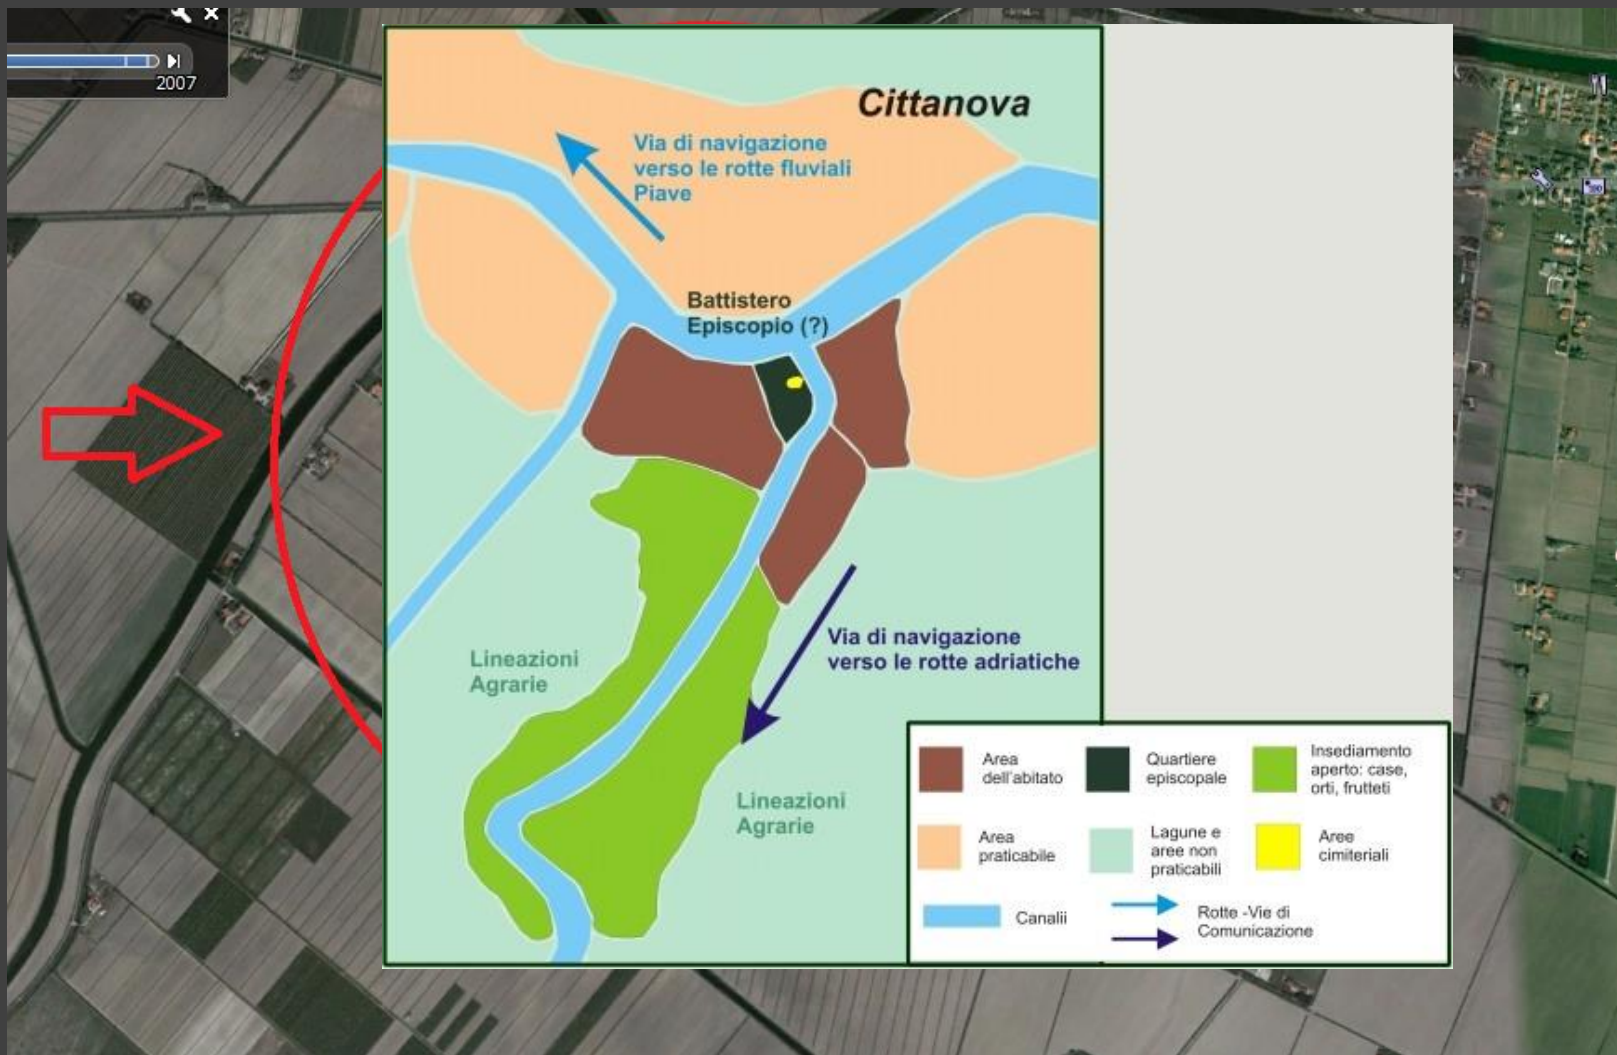 2007
Cittanova
Via di navigazione
verso le rotte fluviali
Piave
Battistero
Episcopio (?)
Via di navigazione
verso le rotte adriatiche
Lineazioni
Agrarie
Lineazioni
Agrarie
Area
dell'abitato
Quartiere
episcopale
Insediamento
aperto: case,
orti, frutteti
Area
praticabile
Lagune e
aree non
praticabili
Aree
cimiteriali
Canalii
Rotte -Vie di
Comunicazione